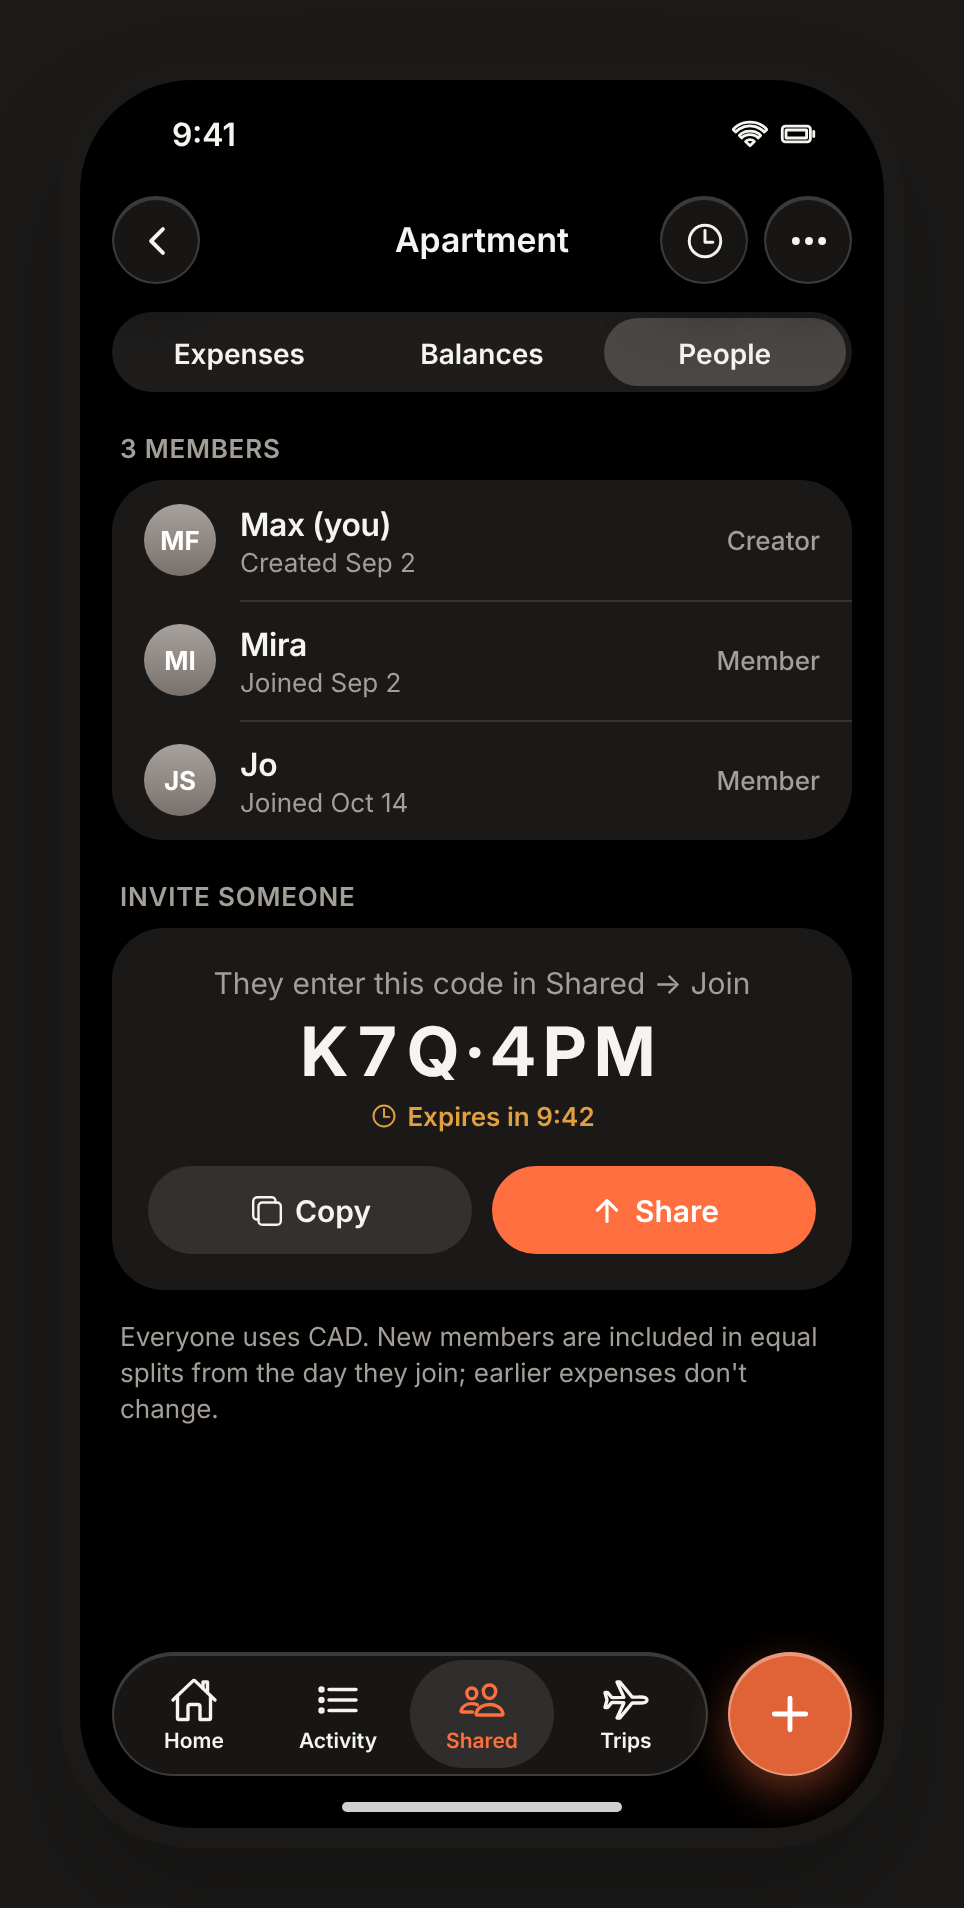 9:41
Apartment
Expenses
Balances
People
3 MEMBERS
MF
Max (you)
Created Sep 2
Creator
MI
Mira
Joined Sep 2
Member
JS
Jo
Joined Oct 14
Member
INVITE SOMEONE
They enter this code in Shared → Join
K7Q·4PM
Expires in 9:42
Copy
Share
Everyone uses CAD. New members are included in equal
splits from the day they join; earlier expenses don't
change.
Home
Activity
Shared
Trips